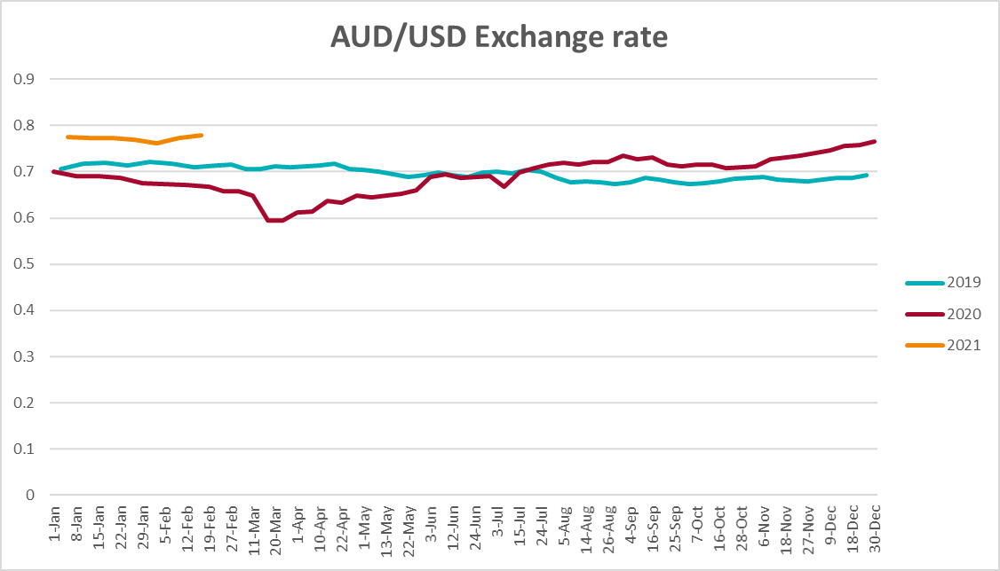 AUD/USD Exchange rate
0.9
0.8
0.7
0.6
0.5
0.4
0.3
0.2
0.1
0
1-Jan
8-Jan
15-Jan
22-Jan
29-Jan
5-Feb
12-Feb
19-Feb
27-Feb
11-Mar
20-Mar
1-Apr
10-Apr
22-Apr
1-May
13-May
22-May
3-Jun
12-Jun
24-Jun
3-Jul
15-Jul
24-Jul
5-Aug
14-Aug
26-Aug
4-Sep
16-Sep
25-Sep
7-Oct
16-Oct
28-Oct
6-Nov
18-Nov
27-Nov
9-Dec
18-Dec
30-Dec
2019
2020
2021